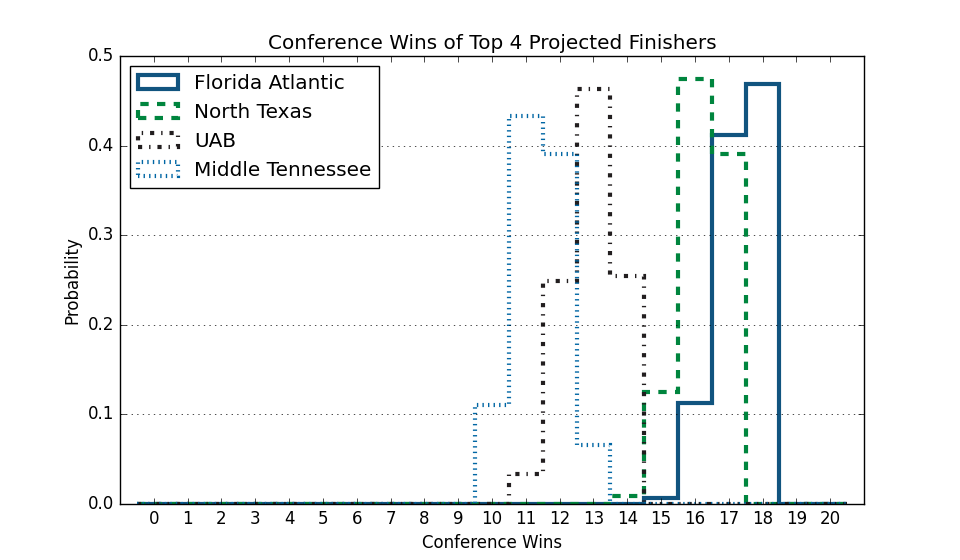 Conference Wins of Top 4 Projected Finishers
0.5
0.4
0.3
0.2
0.1
0.0
Probability
Florida Atlantic
North Texas
UAB
Middle Tennessee
0 1 2 3 4 5 6 7 8 9 10 11 12 13 14 15 16 17 18 19 20
Conference Wins